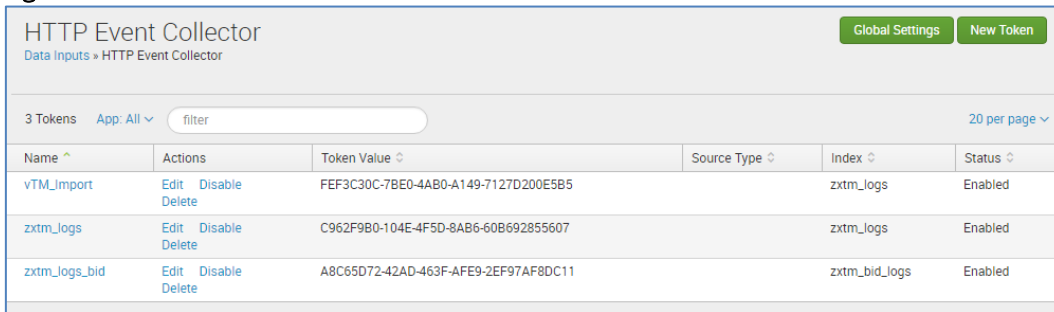 HTTP Event Collector
Global Settings New Token
Data Inputs » HTTP Event Collector
3 Tokens App: All filter 20 per page
Name Actions Token Value Source Type Index Status
vTM_Import Edit Disable FEF3C30C-7BE0-4AB0-A149-7127D200E5B5 zxtm_logs Enabled
Delete
zxtm_logs Edit Disable C962F9B0-104E-4F5D-8AB6-60B692855607 zxtm_logs Enabled
Delete
zxtm_logs_bid Edit Disable A8C65D72-42AD-463F-AFE9-2EF97AF8DC11 zxtm_bid_logs Enabled
Delete